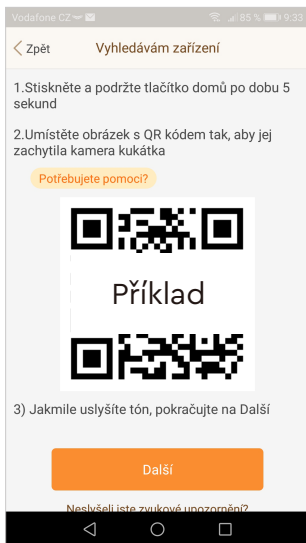 Vodafone CZ 85 % 9:33
Zpět Vyhledávám zařízení
1.Stiskněte a podržte tlačítko domů po dobu 5
sekund
2.Umístěte obrázek s QR kódem tak, aby jej
zachytila kamera kukátka
Potřebujete pomoci?
Příklad
3) Jakmile uslyšíte tón, pokračujte na Další
Další
Neslyšeli jste zvukové upozornění?